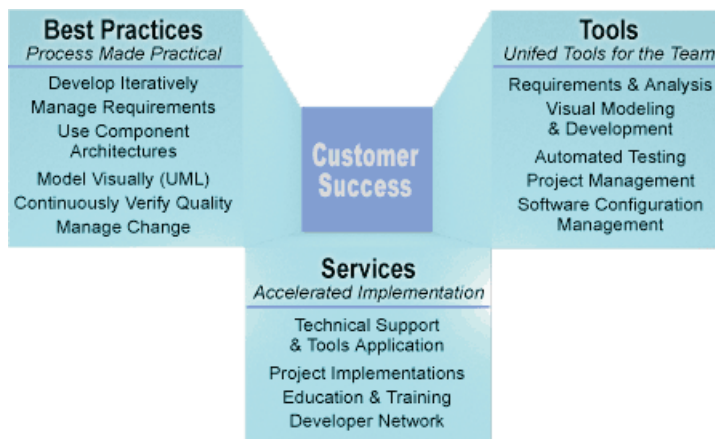 Best Practices
Process Made Practical
Develop Iteratively
Manage Requirements
Use Component
Architectures
Model Visually (UML)
Continuously Verify Quality
Manage Change
Customer
Success
Tools
Unifed Tools for the Team
Requirements & Analysis
Visual Modeling
& Development
Automated Testing
Project Management
Software Configuration
Management
Services
Accelerated Implementation
Technical Support
& Tools Application
Project Implementations
Education & Training
Developer Network